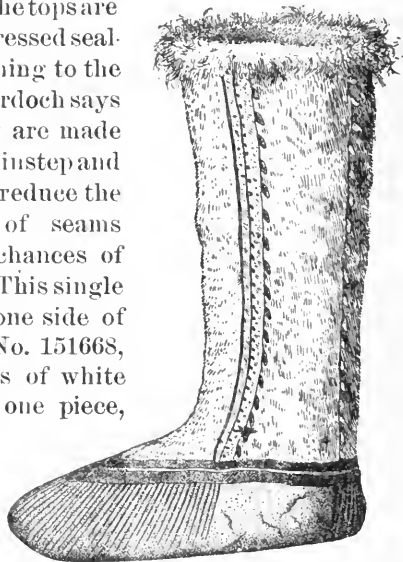 he tops are
ressed seal-
ning to the
rdoch says
are made
instep and
reduce the
of seams
chances of
This single
one side of
No. 151668,
s of white
one piece,